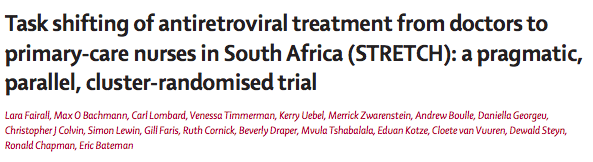 Task shifting of antiretroviral treatment from doctors to
primary-care nurses in South Africa (STRETCH): a pragmatic,
parallel, cluster-randomised trial
Lara Fairall, Max O Bachmann, Carl Lombard, Venessa Timmerman, Kerry Uebel, Merrick Zwarenstein, Andrew Boulle, Daniella Georgeu,
Christopher J Colvin, Simon Lewin, Gill Faris, Ruth Cornick, Beverly Draper, Mvula Tshabalala, Eduan Kotze, Cloete van Vuuren, Dewald Steyn,
Ronald Chapman, Eric Bateman